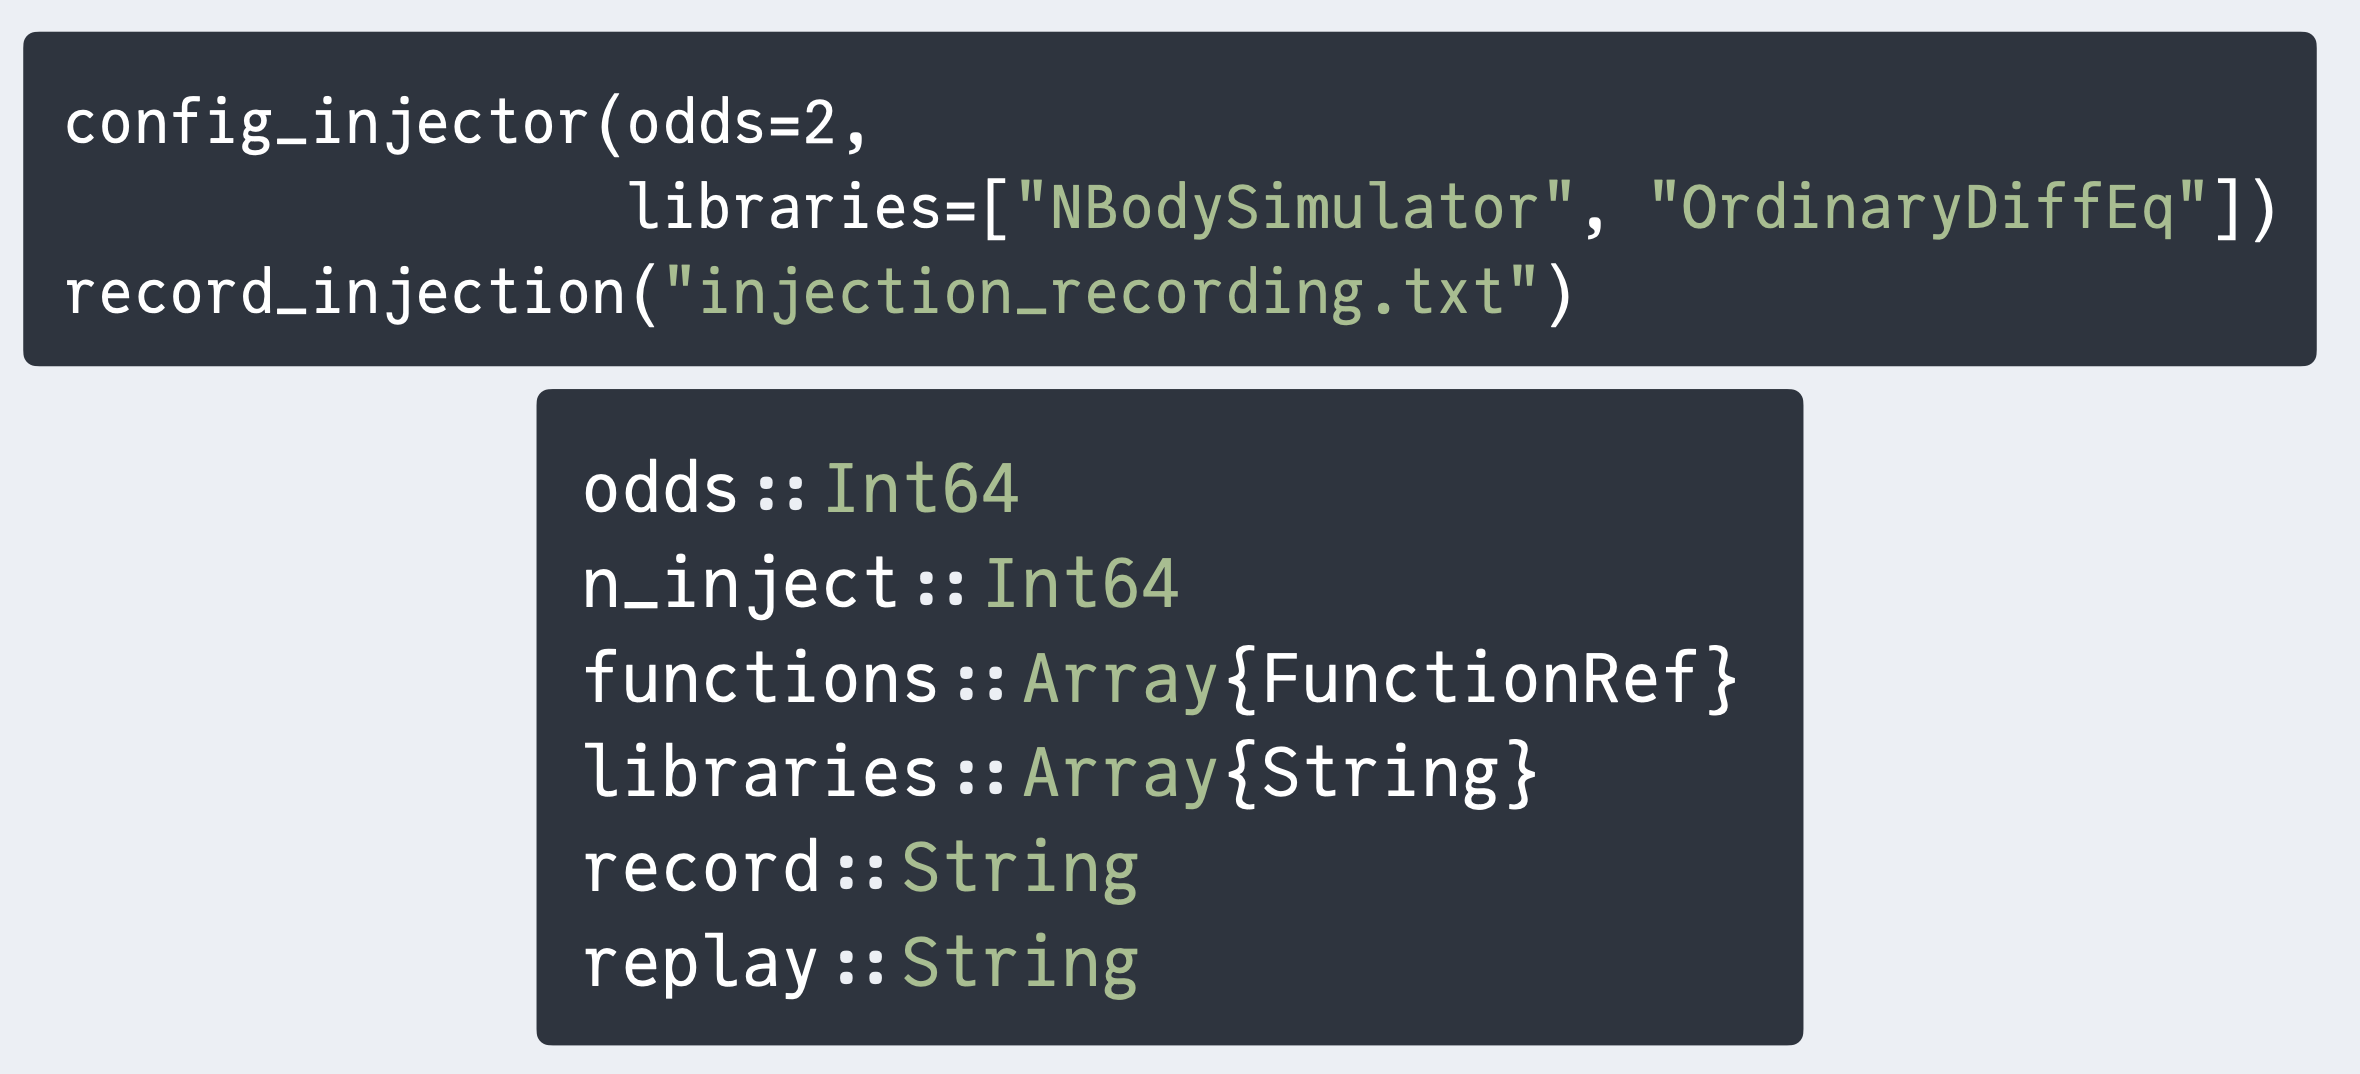 config_injector(odds=2,
                libraries=["NBodySimulator", "OrdinaryDiffEq"])
record_injection("injection_recording.txt")
odds::Int64
n_inject::Int64
functions::Array{FunctionRef}
libraries::Array{String}
record::String
replay::String